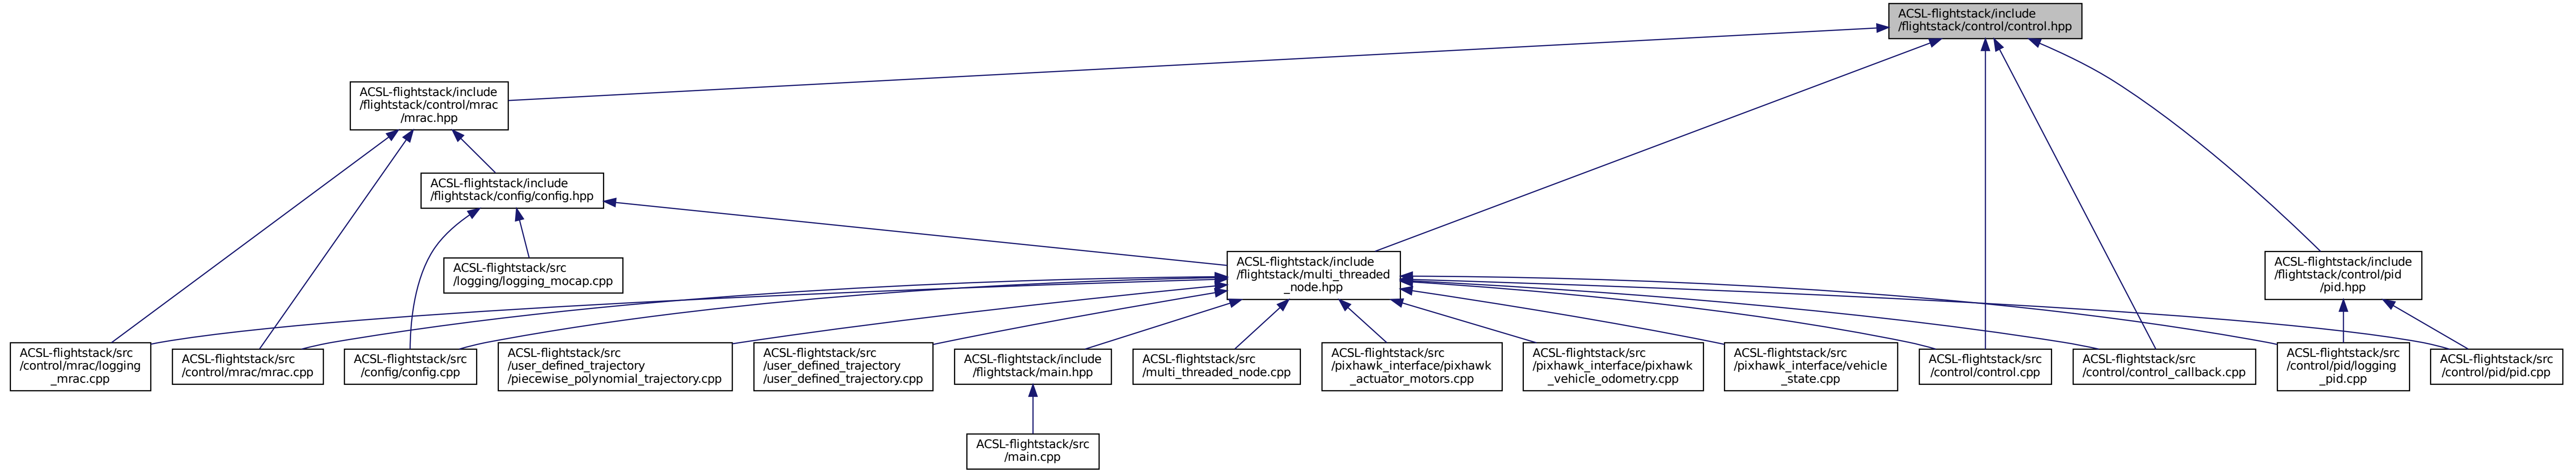 ACSL-flightstack/include
/flightstack/control/control.hpp
ACSL-flightstack/include
/flightstack/control/mrac
/mrac.hpp
ACSL-flightstack/include
/flightstack/config/config.hpp
ACSL-flightstack/src
/logging/logging_mocap.cpp
ACSL-flightstack/include
/flightstack/multi_threaded
_node.hpp
ACSL-flightstack/include
/flightstack/control/pid
/pid.hpp
ACSL-flightstack/src
/control/mrac/logging
_mrac.cpp
ACSL-flightstack/src
/control/mrac/mrac.cpp
ACSL-flightstack/src
/config/config.cpp
ACSL-flightstack/src
/user_defined_trajectory
/piecewise_polynomial_trajectory.cpp
ACSL-flightstack/src
/user_defined_trajectory
/user_defined_trajectory.cpp
ACSL-flightstack/include
/flightstack/main.hpp
ACSL-flightstack/src
/multi_threaded_node.cpp
ACSL-flightstack/src
/pixhawk_interface/pixhawk
_actuator_motors.cpp
ACSL-flightstack/src
/pixhawk_interface/pixhawk
_vehicle_odometry.cpp
ACSL-flightstack/src
/pixhawk_interface/vehicle
_state.cpp
ACSL-flightstack/src
/control/control.cpp
ACSL-flightstack/src
/control/control_callback.cpp
ACSL-flightstack/src
/control/pid/logging
_pid.cpp
ACSL-flightstack/src
/control/pid/pid.cpp
ACSL-flightstack/src
/main.cpp